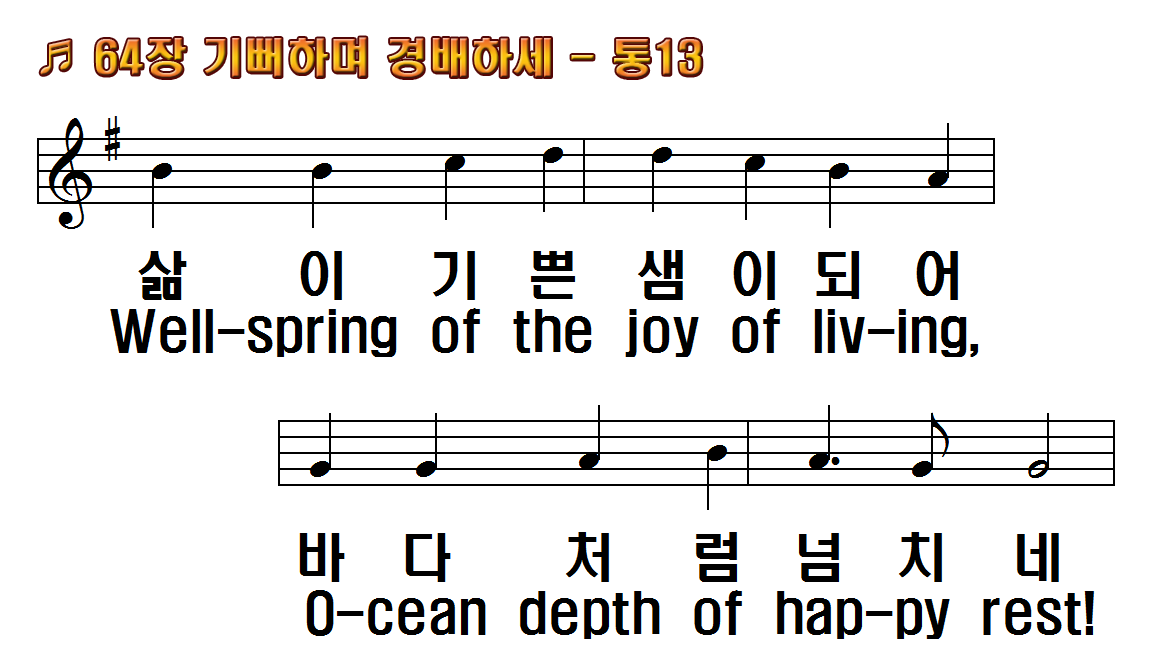 ♬ 64장 기뻐하며 경배하세 - 통13
삶 이 기 쁜 샘 이 되 어
Well-spring of the joy of liv-ing,
바 다 처 럼 넘 치 네
O-cean depth of hap-py rest!